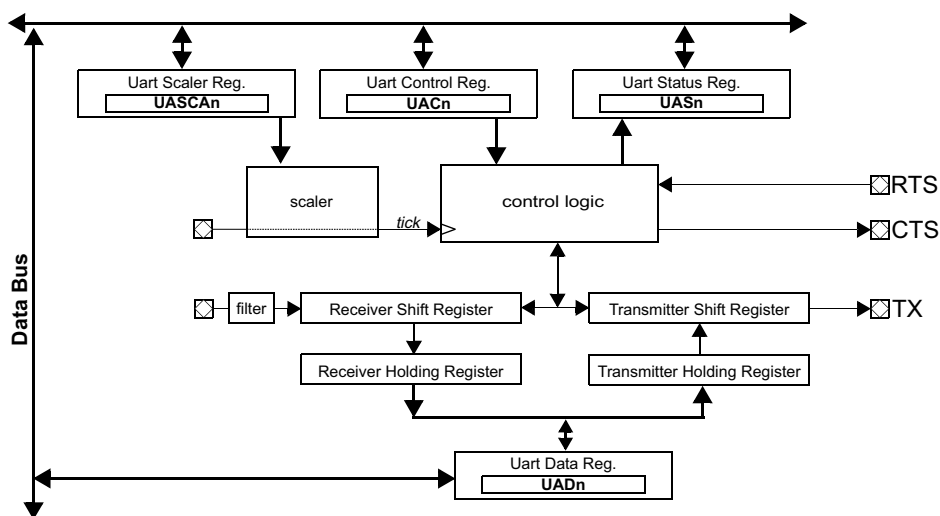 Uart Scaler Reg.
UASCAn
Uart Control Reg.
UACn
Uart Status Reg.
UASn
scaler
control logic
RTS
tick
CTS
Data Bus
filter
Receiver Shift Register
Transmitter Shift Register
TX
Receiver Holding Register
Transmitter Holding Register
Uart Data Reg.
UADn